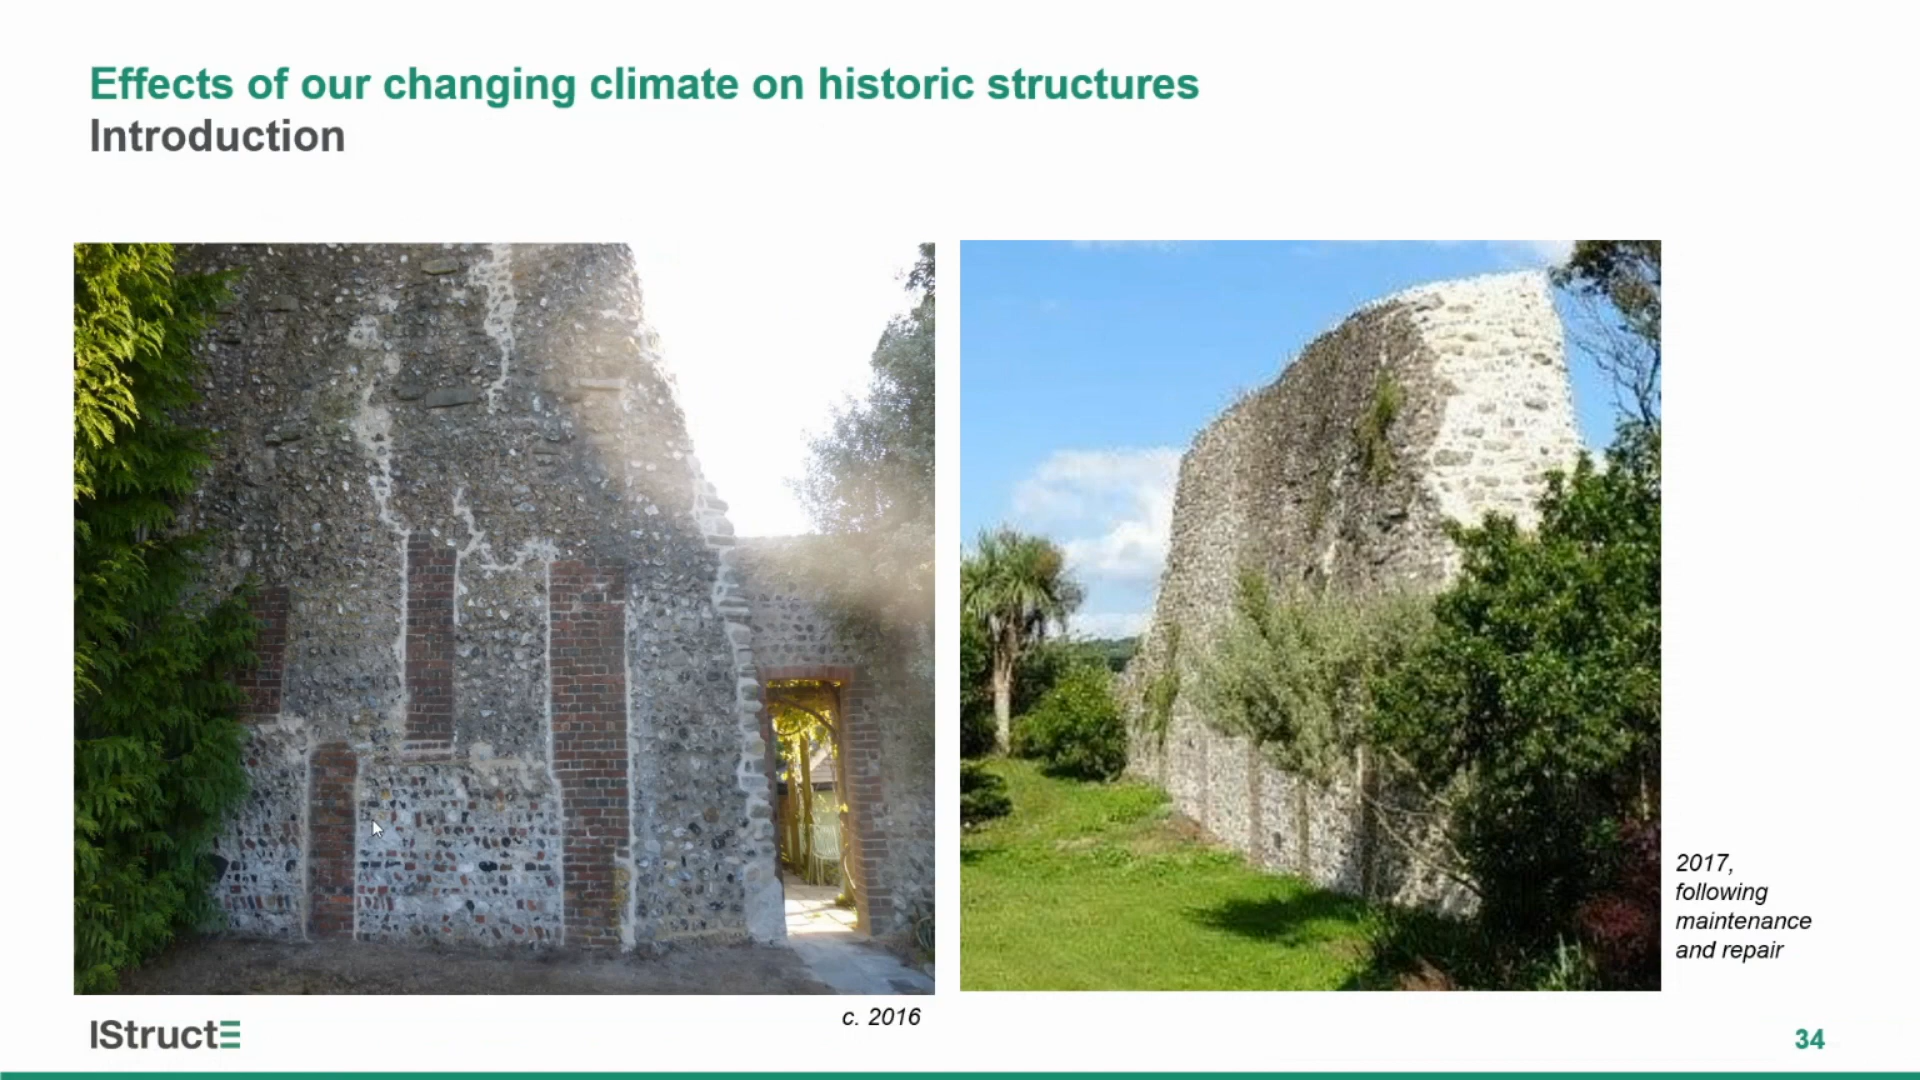 Effects of our changing climate on historic structures
Introduction
2017,
following
maintenance
and repair
c. 2016
IStructE
34